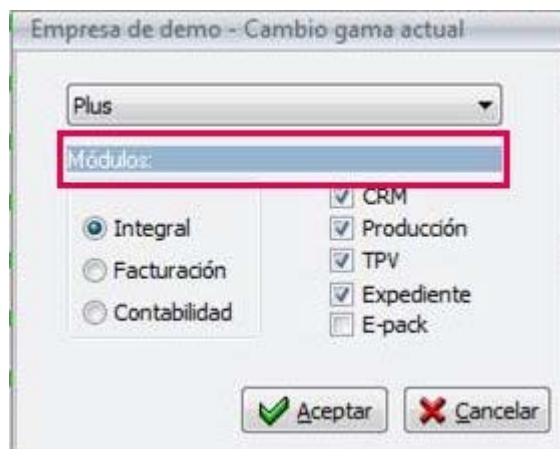 Empresa de demo - Cambio gama actual
Plus
Módulos:
CRM
Integral
Producción
Facturación
TPV
Contabilidad
Expediente
E-pack
Aceptar
Cancelar